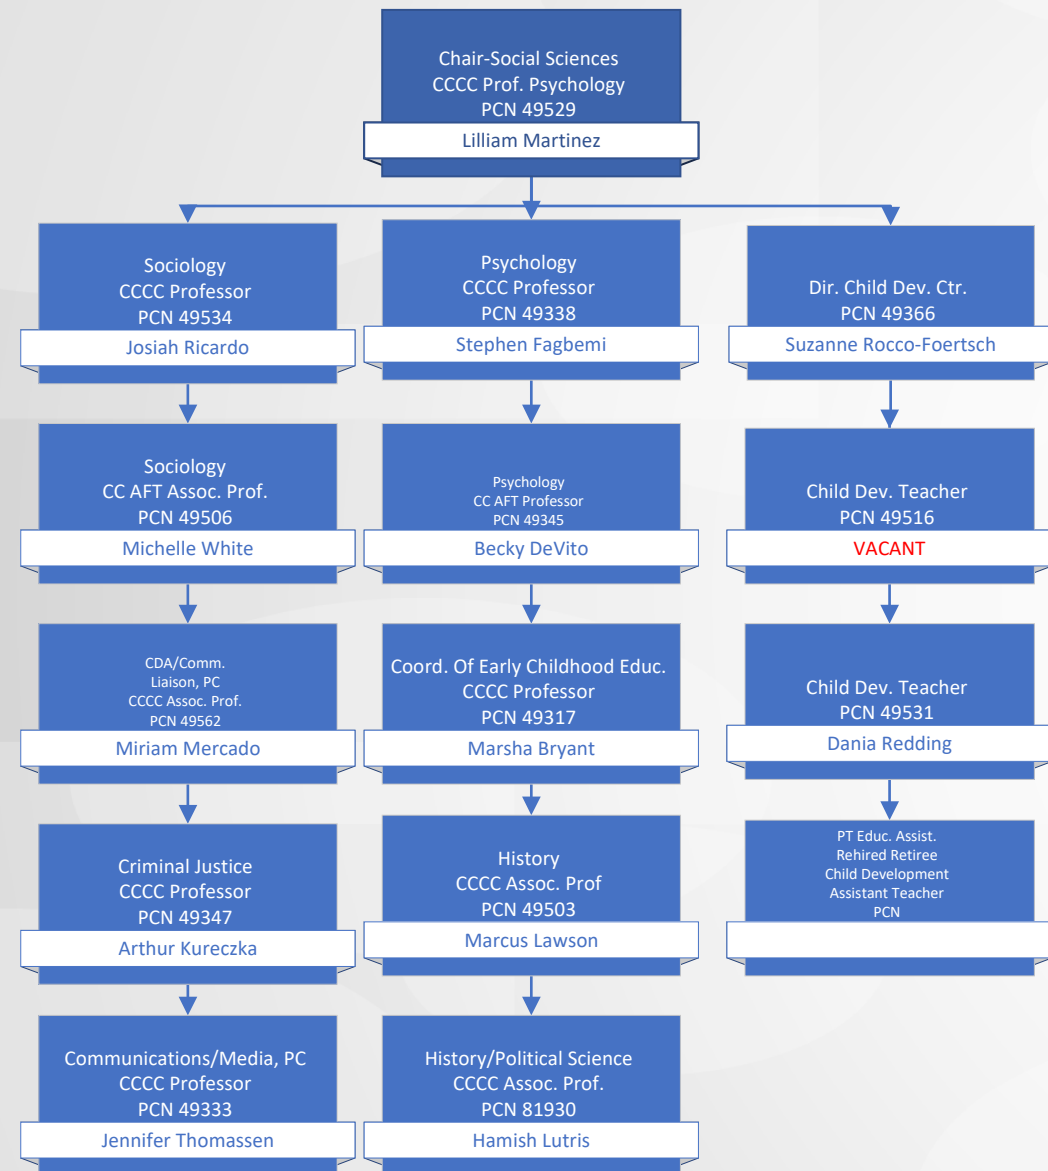 Chair-Social Sciences
CCCC Prof. Psychology
PCN 49529
Lilliam Martinez
Sociology
CCCC Professor
PCN 49534
Josiah Ricardo
Psychology
CCCC Professor
PCN 49338
Stephen Fagbemi
Dir. Child Dev. Ctr.
PCN 49366
Suzanne Rocco-Foertsch
Sociology
CC AFT Assoc. Prof.
PCN 49506
Michelle White
Psychology
CC AFT Professor
PCN 49345
Becky DeVito
Child Dev. Teacher
PCN 49516
VACANT
CDA/Comm.
Liaison, PC
CCCC Assoc. Prof.
PCN 49562
Miriam Mercado
Coord. Of Early Childhood Educ.
CCCC Professor
PCN 49317
Marsha Bryant
Child Dev. Teacher
PCN 49531
Dania Redding
Criminal Justice
CCCC Professor
PCN 49347
Arthur Kureczka
History
CCCC Assoc. Prof
PCN 49503
Marcus Lawson
PT Educ. Assist.
Rehired Retiree
Child Development
Assistant Teacher
PCN
Communications/Media, PC
CCCC Professor
PCN 49333
Jennifer Thomassen
History/Political Science
CCCC Assoc. Prof.
PCN 81930
Hamish Lutris